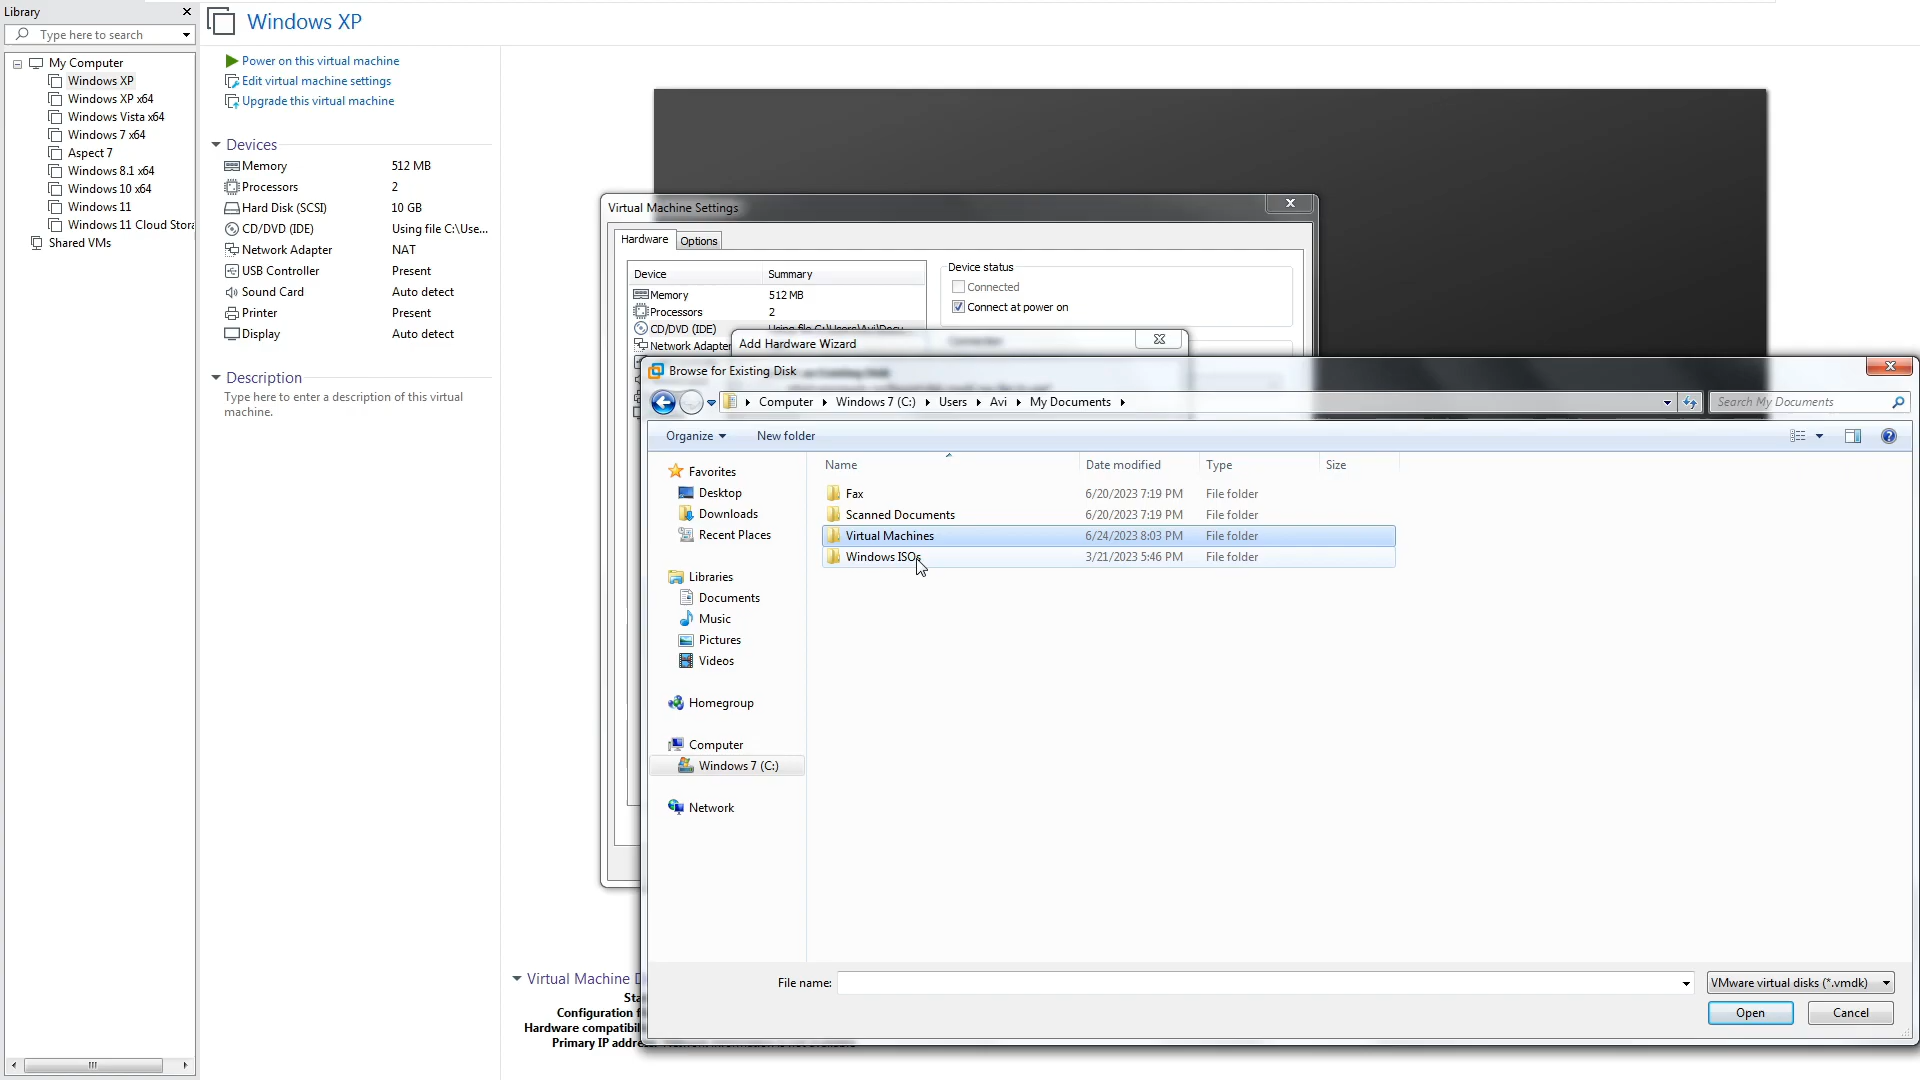 Library
Type here to search
My Computer
Windows XP
Windows XP x64
Windows Vista x64
Windows 7 x64
Aspect 7
Windows 8.1 x64
Windows 10 x64
Windows 11
Windows 11 Cloud Stora
Shared VMs
Windows XP
Power on this virtual machine
Edit virtual machine settings
Upgrade this virtual machine
Devices
Memory 512 MB
Processors 2
Hard Disk (SCSI) 10 GB
CD/DVD (IDE) Using file C:\Use...
Network Adapter NAT
USB Controller Present
Sound Card Auto detect
Printer Present
Display Auto detect
Description
Type here to enter a description of this virtual
machine.
Virtual Machine Settings
Hardware Options
Device Summary
Memory 512 MB
Processors 2
CD/DVD (IDE) Using file C:\Users\Avi\Docu...
Network Adapter
Device status
Connected
Connect at power on
Connection
Add Hardware Wizard
Browse for Existing Disk
Computer Windows 7 (C:) Users Avi My Documents
Search My Documents
Organize New folder
Favorites
Desktop
Downloads
Recent Places
Libraries
Documents
Music
Pictures
Videos
Homegroup
Computer
Windows 7 (C:)
Network
Name Date modified Type Size
Fax 6/20/2023 7:19 PM File folder
Scanned Documents 6/20/2023 7:19 PM File folder
Virtual Machines 6/24/2023 8:03 PM File folder
Windows ISOs 3/21/2023 5:46 PM File folder
File name: VMware virtual disks (*.vmdk)
Open Cancel
Virtual Machine D
Sta
Configuration f
Hardware compatibil
Primary IP addre